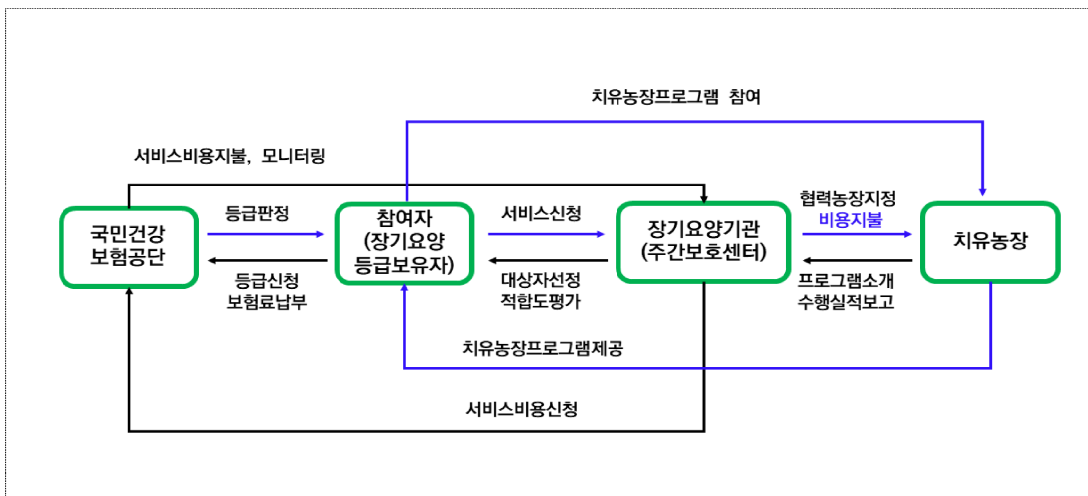 치유농장프로그램 참여
서비스비용지불, 모니터링
국민건강
보험공단
등급판정
등급신청
보험료납부
참여자
(장기요양
등급보유자)
서비스신청
대상자선정
적합도평가
장기요양기관
(주간보호센터)
협력농장지정
비용지불
프로그램소개
수행실적보고
치유농장
치유농장프로그램제공
서비스비용신청